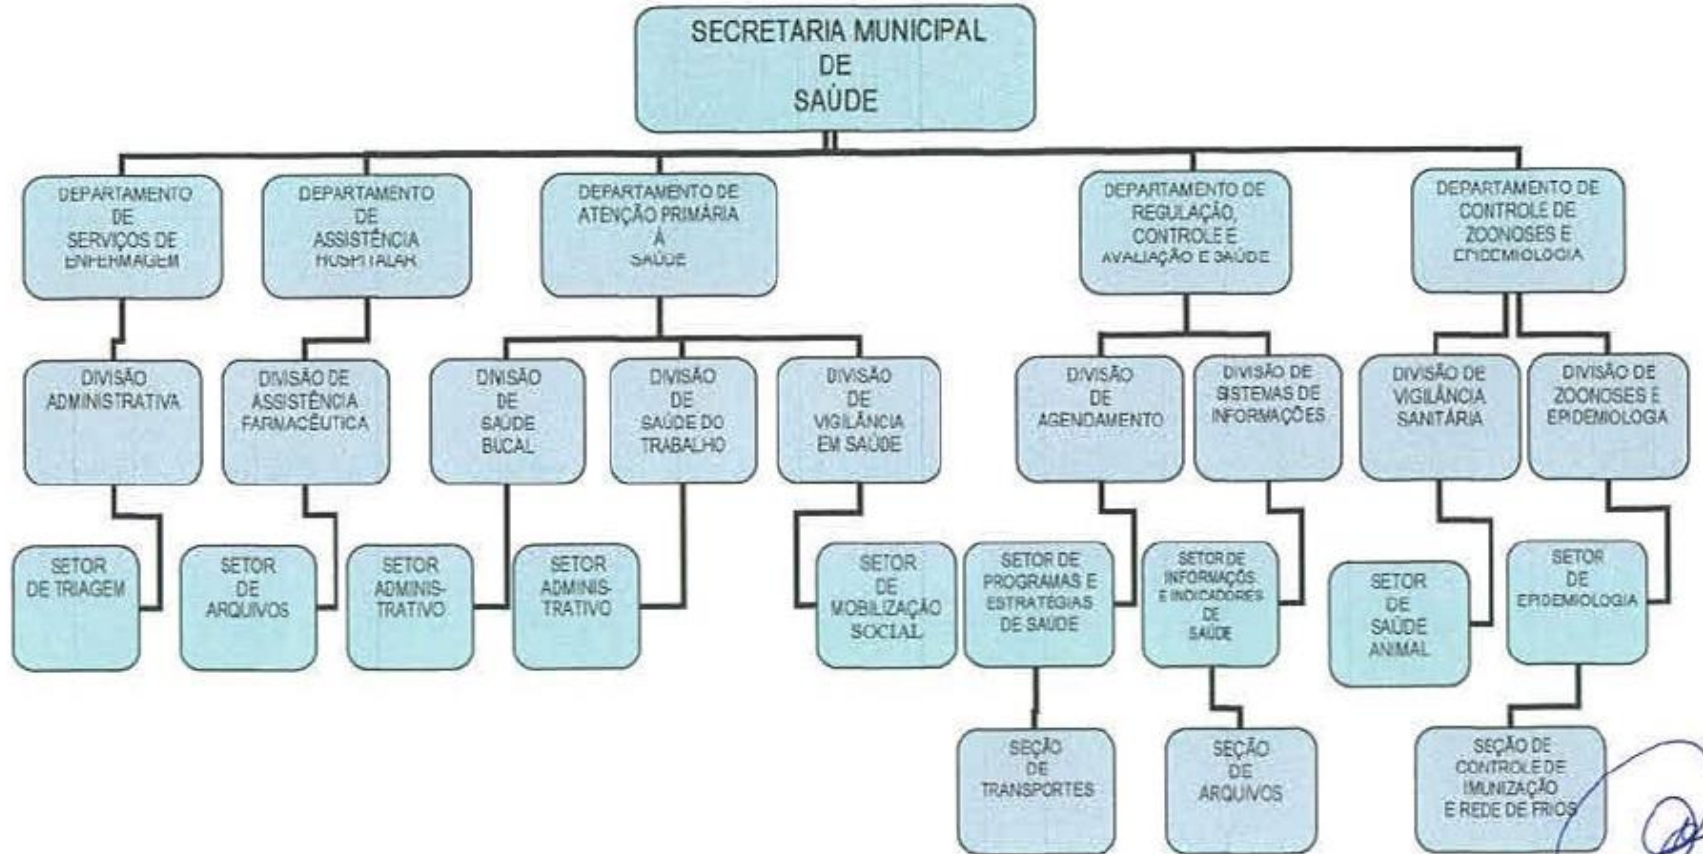 SECRETARIA MUNICIPAL
DE
SAÚDE
DEPARTAMENTO
DE
SERVIÇOS DE
ENFERMAGEM
DEPARTAMENTO
DE
ASSISTÊNCIA
HOSPITALAR
DEPARTAMENTO DE
ATENÇÃO PRIMÁRIA
À
SAÚDE
DEPARTAMENTO DE
REGULAÇÃO,
CONTROLE E
AVALIAÇÃO E SAÚDE
DEPARTAMENTO DE
CONTROLE DE
ZOONOSES E
EPIDEMIOLOGIA
DIVISÃO
ADMINISTRATIVA
DIVISÃO DE
ASSISTÊNCIA
FARMACÊUTICA
DIVISÃO
DE
SAÚDE
BUCAL
DIVISÃO
DE
SAÚDE DO
TRABALHO
DIVISÃO
DE
VIGILÂNCIA
EM SAÚDE
DIVISÃO
DE
AGENDAMENTO
DIVISÃO DE
SISTEMAS DE
INFORMAÇÕES
DIVISÃO DE
VIGILÂNCIA
SANITÁRIA
DIVISÃO DE
ZOONOSES E
EPIDEMIOLOGA
SETOR
DE TRIAGEM
SETOR
DE
ARQUIVOS
SETOR
ADMINIS-
TRATIVO
SETOR
ADMINIS-
TRATIVO
SETOR
DE
MOBILIZAÇÃO
SOCIAL
SETOR DE
PROGRAMAS E
ESTRATÉGIAS
DE SAÚDE
SETOR DE
INFORMAÇÕS
E INDICADORES
DE
SAÚDE
SETOR
DE
SAÚDE
ANIMAL
SETOR
DE
EPIDEMIOLOGIA
SEÇÃO
DE
TRANSPORTES
SEÇÃO
DE
ARQUIVOS
SEÇÃO DE
CONTROLE DE
IMUNIZAÇÃO
E REDE DE FRIOS